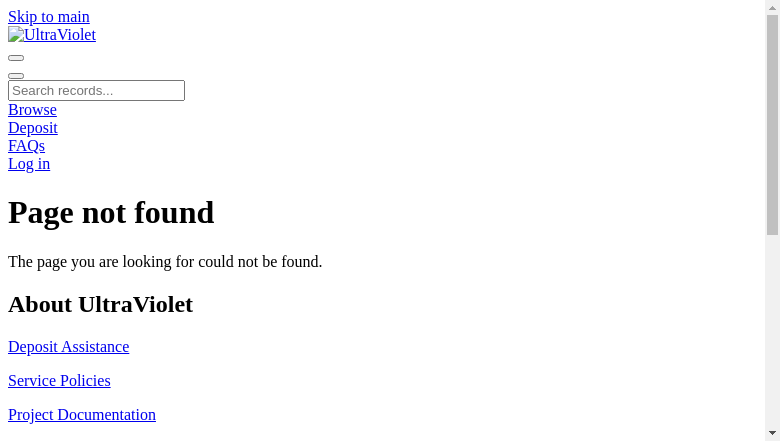 Skip to main
UltraViolet
Search records...
Browse
Deposit
FAQs
Log in
Page not found
The page you are looking for could not be found.
About UltraViolet
Deposit Assistance
Service Policies
Project Documentation